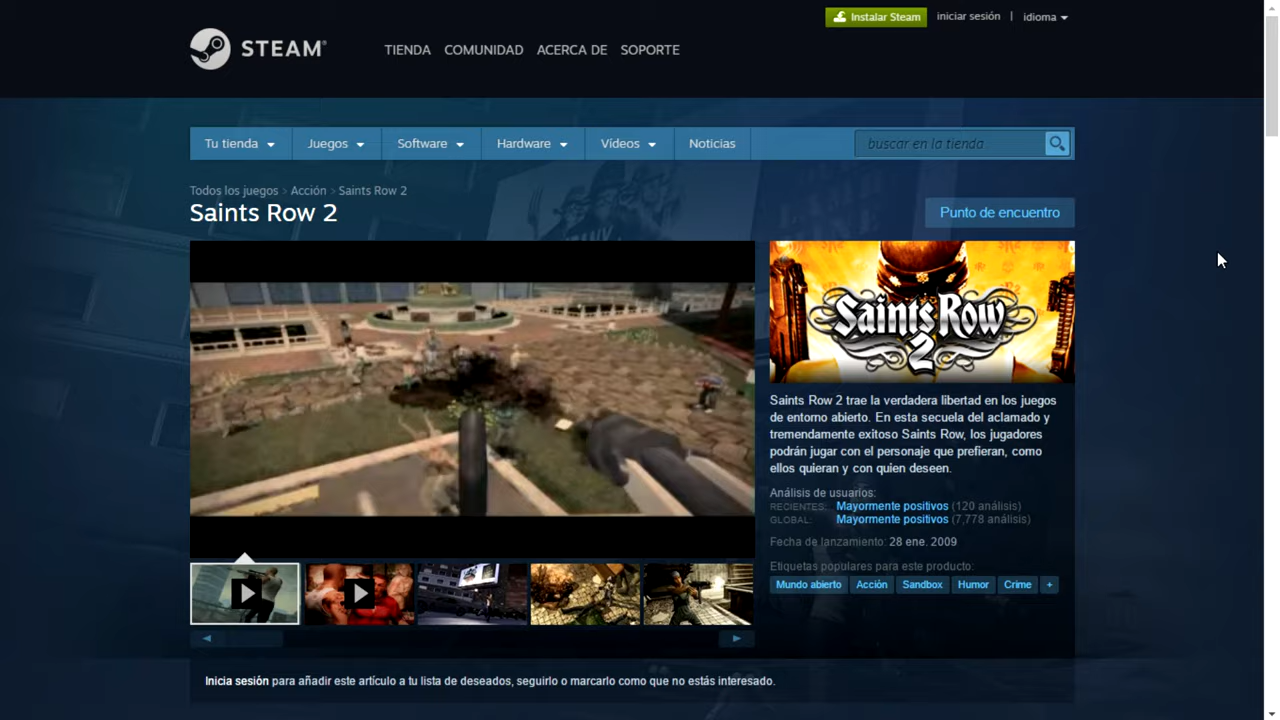 Instalar Steam iniciar sesión | idioma
STEAM®
TIENDA COMUNIDAD ACERCA DE SOPORTE
Tu tienda Juegos Software Hardware Vídeos Noticias buscar en la tienda
Todos los juegos > Acción > Saints Row 2
Saints Row 2
Punto de encuentro
Saints Row
2
Saints Row 2 trae la verdadera libertad en los juegos
de entorno abierto. En esta secuela del aclamado y
tremendamente exitoso Saints Row, los jugadores
podrán jugar con el personaje que prefieran, como
ellos quieran y con quien deseen.
Análisis de usuarios:
RECIENTES: Mayormente positivos (120 análisis)
GLOBAL: Mayormente positivos (7,778 análisis)
Fecha de lanzamiento: 28 ene. 2009
Etiquetas populares para este producto:
Mundo abierto Acción Sandbox Humor Crime +
Inicia sesión para añadir este artículo a tu lista de deseados, seguirlo o marcarlo como que no estás interesado.